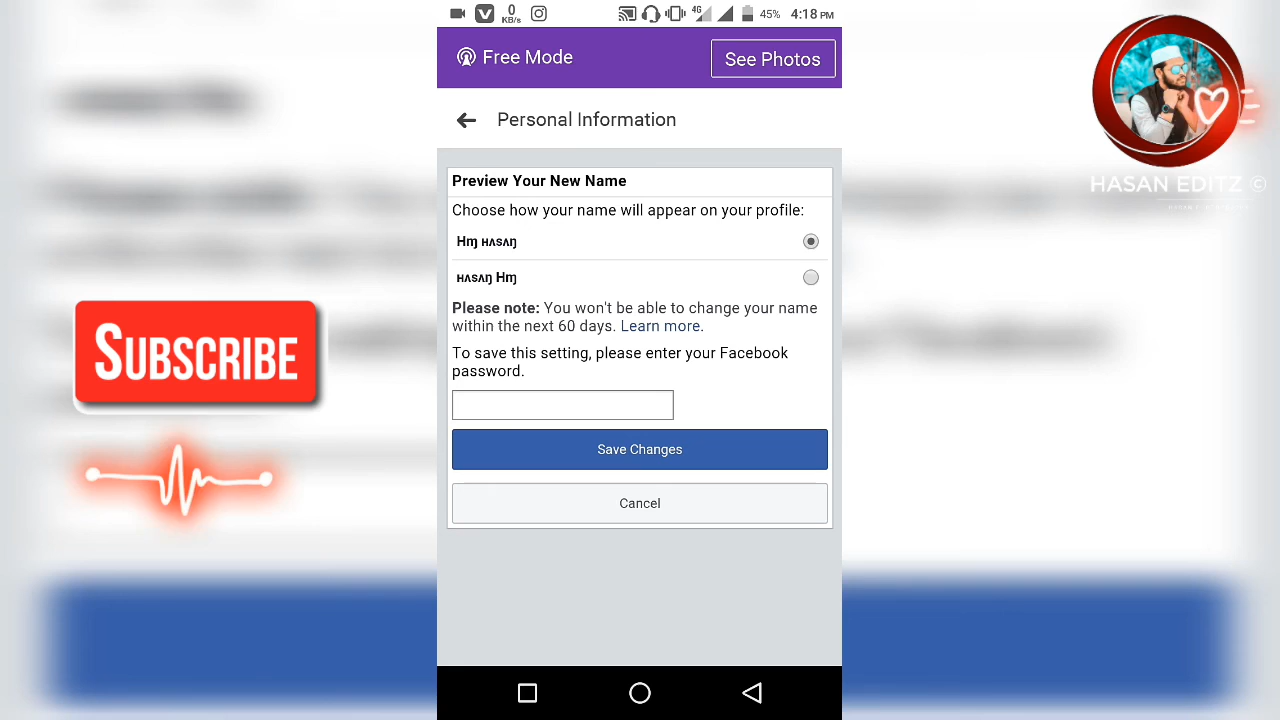 0
KB/s
4G
45%
4:18 PM
Free Mode
See Photos
Personal Information
Preview Your New Name
Choose how your name will appear on your profile:
Hɱ ʜʌsʌŋ
ʜʌsʌŋ Hɱ
Please note: You won't be able to change your name
within the next 60 days. Learn more.
To save this setting, please enter your Facebook
password.
Save Changes
Cancel
SUBSCRIBE
HASAN EDITZ ©